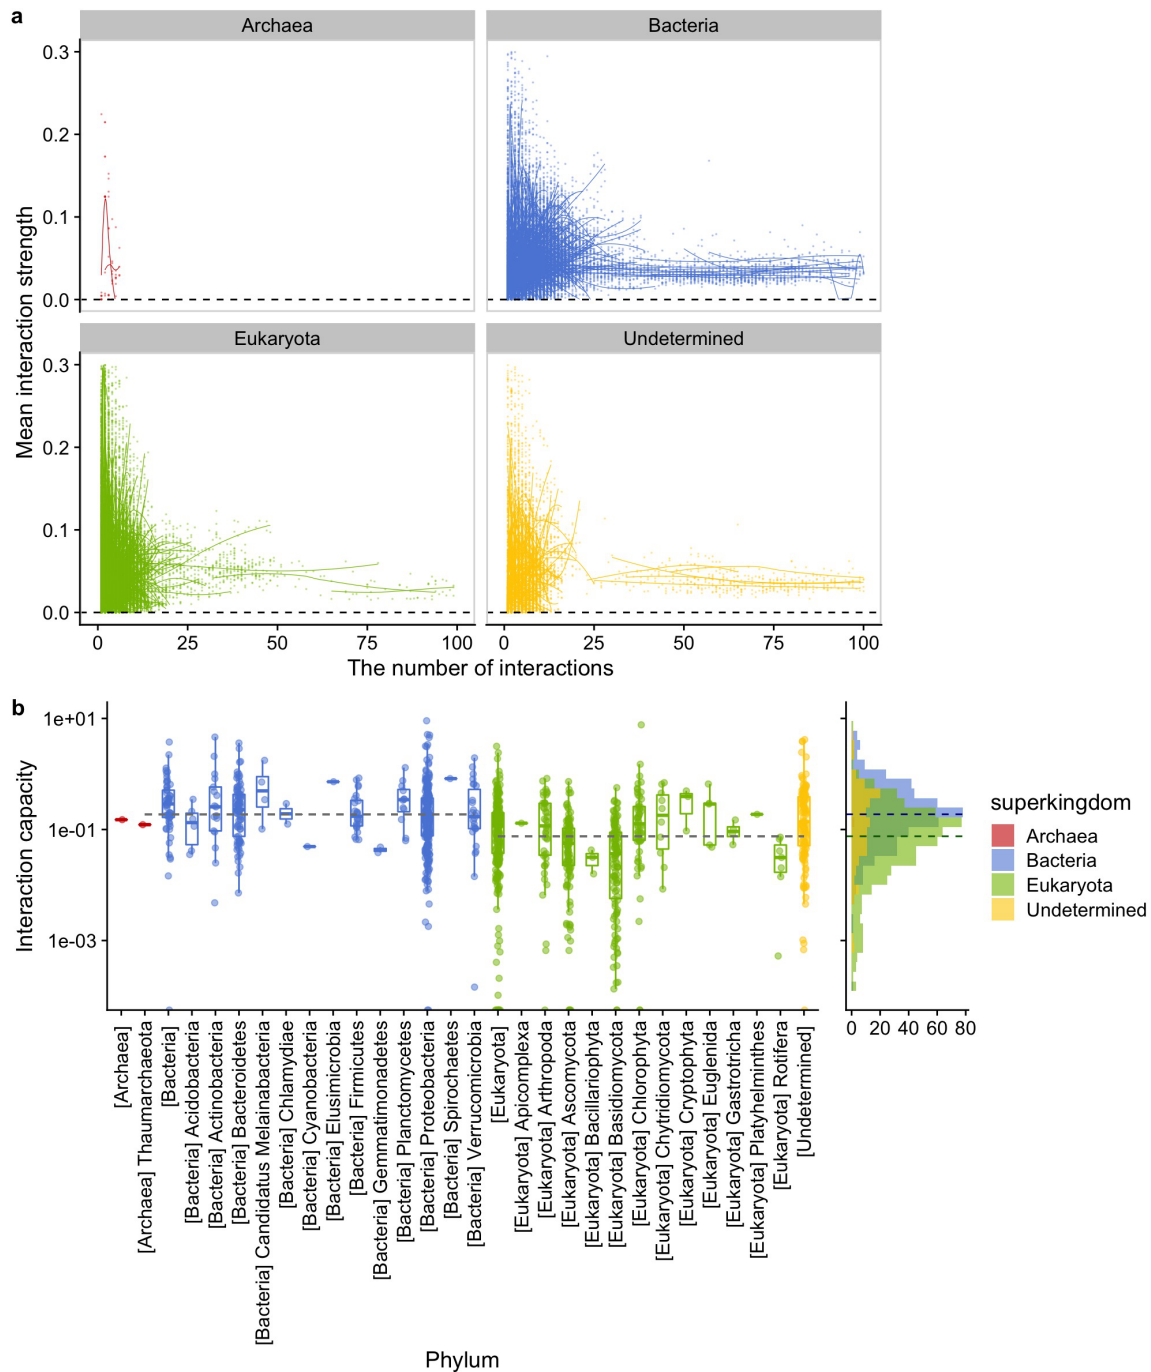 a
Archaea
Bacteria
0.3
0.2
0.1
0.0
Eukaryota
Undetermined
0.3
0.2
0.1
0.0
Mean interaction strength
0 25 50 75 100
0 25 50 75 100
The number of interactions
b
1e+01
1e-01
1e-03
Interaction capacity
[Archaea]
[Archaea] Thaumarchaeota
[Bacteria]
[Bacteria] Acidobacteria
[Bacteria] Actinobacteria
[Bacteria] Bacteroidetes
[Bacteria] Candidatus Melainabacteria
[Bacteria] Chlamydiae
[Bacteria] Cyanobacteria
[Bacteria] Elusimicrobia
[Bacteria] Firmicutes
[Bacteria] Gemmatimonadetes
[Bacteria] Planctomycetes
[Bacteria] Proteobacteria
[Bacteria] Spirochaetes
[Bacteria] Verrucomicrobia
[Eukaryota]
[Eukaryota] Apicomplexa
[Eukaryota] Arthropoda
[Eukaryota] Ascomycota
[Eukaryota] Bacillariophyta
[Eukaryota] Basidiomycota
[Eukaryota] Chlorophyta
[Eukaryota] Chytridiomycota
[Eukaryota] Cryptophyta
[Eukaryota] Euglenida
[Eukaryota] Gastrotricha
[Eukaryota] Platyhelminthes
[Eukaryota] Rotifera
[Undetermined]
Phylum
0 20 40 60 80
superkingdom
Archaea
Bacteria
Eukaryota
Undetermined